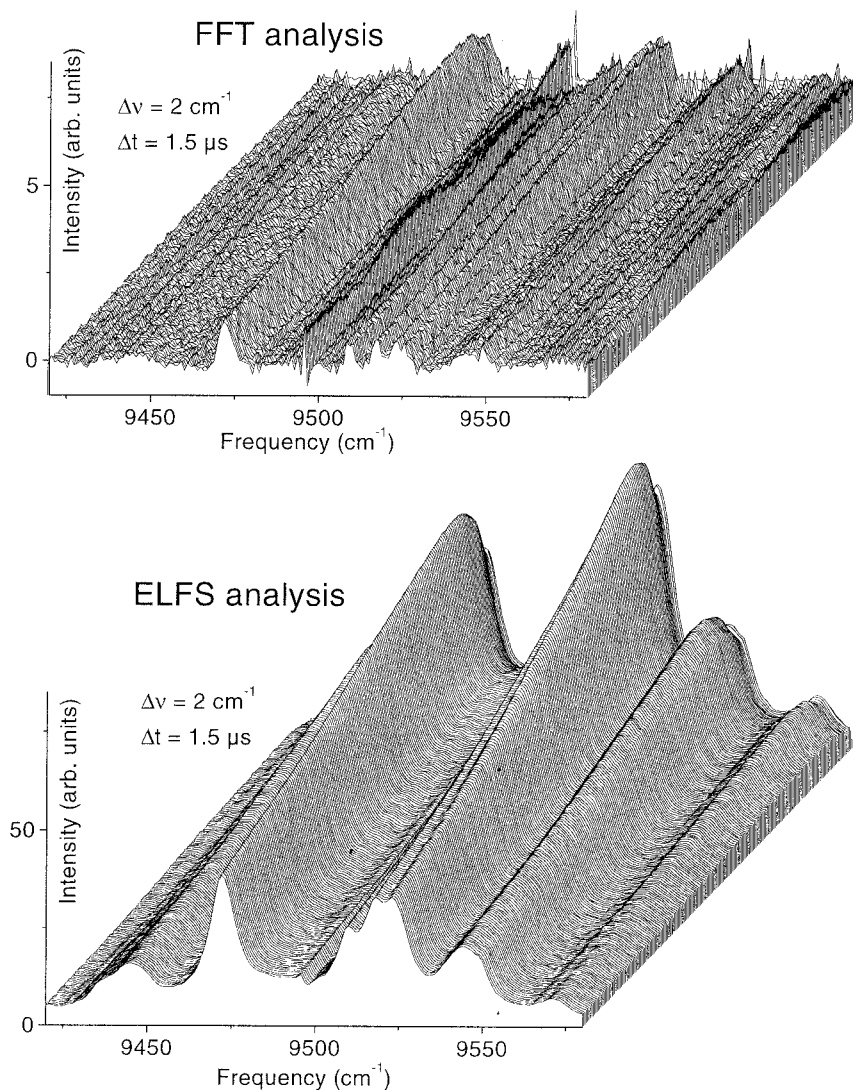 FFT analysis
Δν = 2 cm⁻¹
Δt = 1.5 μs
Intensity (arb. units)
5
0
9450
9500
9550
Frequency (cm⁻¹)
ELFS analysis
Δν = 2 cm⁻¹
Δt = 1.5 μs
Intensity (arb. units)
50
0
9450
9500
9550
Frequency (cm⁻¹)